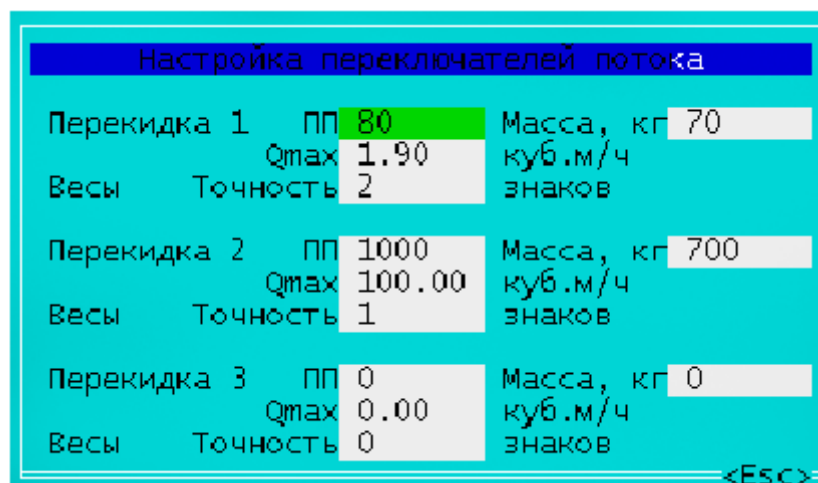 Настройка переключателей потока
Перекидка 1 ПП 80 Масса, кг 70
Qmax 1.90 куб.м/ч
Весы Точность 2 знаков
Перекидка 2 ПП 1000 Масса, кг 700
Qmax 100.00 куб.м/ч
Весы Точность 1 знаков
Перекидка 3 ПП 0 Масса, кг 0
Qmax 0.00 куб.м/ч
Весы Точность 0 знаков
<Esc>